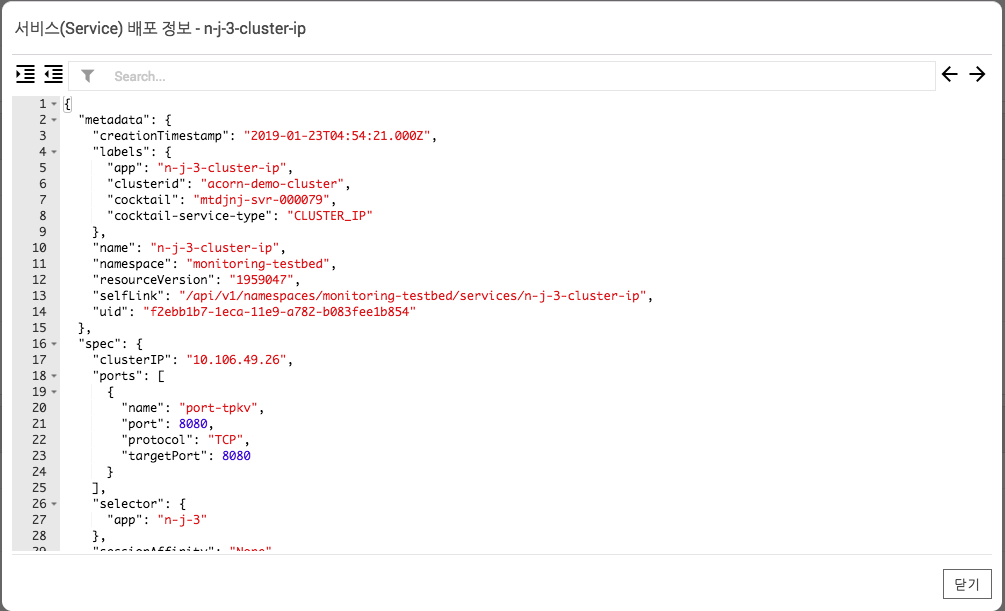 서비스(Service) 배포 정보 - n-j-3-cluster-ip
Search...
1 {
2 "metadata": {
3 "creationTimestamp": "2019-01-23T04:54:21.000Z",
4 "labels": {
5 "app": "n-j-3-cluster-ip",
6 "clusterid": "acorn-demo-cluster",
7 "cocktail": "mtdjnj-svr-000079",
8 "cocktail-service-type": "CLUSTER_IP"
9 },
10 "name": "n-j-3-cluster-ip",
11 "namespace": "monitoring-testbed",
12 "resourceVersion": "1959047",
13 "selfLink": "/api/v1/namespaces/monitoring-testbed/services/n-j-3-cluster-ip",
14 "uid": "f2ebb1b7-1eca-11e9-a782-b083fee1b854"
15 },
16 "spec": {
17 "clusterIP": "10.106.49.26",
18 "ports": [
19 {
20 "name": "port-tpkv",
21 "port": 8080,
22 "protocol": "TCP",
23 "targetPort": 8080
24 }
25 ],
26 "selector": {
27 "app": "n-j-3"
28 },
29 "sessionAffinity": "None"
닫기